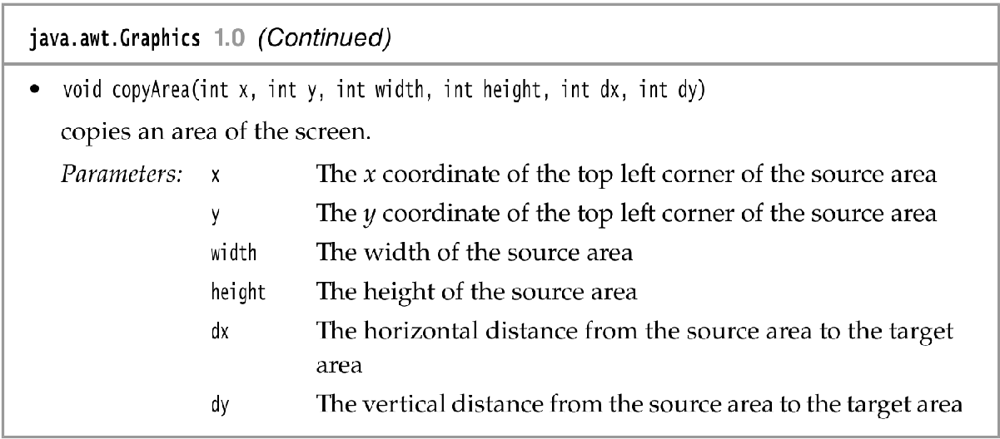 java.awt.Graphics 1.0 (Continued)
• void copyArea(int x, int y, int width, int height, int dx, int dy)
copies an area of the screen.
Parameters: x The x coordinate of the top left corner of the source area
y The y coordinate of the top left corner of the source area
width The width of the source area
height The height of the source area
dx The horizontal distance from the source area to the target
area
dy The vertical distance from the source area to the target area